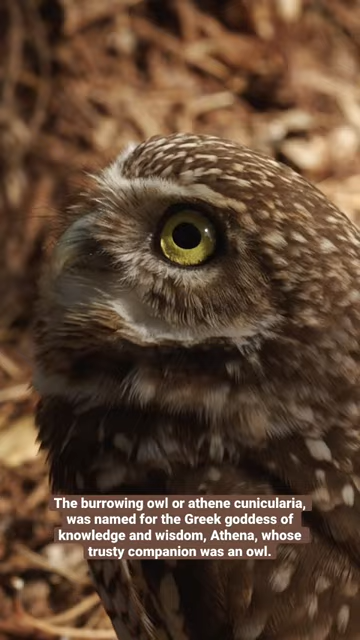 The burrowing owl or athene cunicularia,
was named for the Greek goddess of
knowledge and wisdom, Athena, whose
trusty companion was an owl.